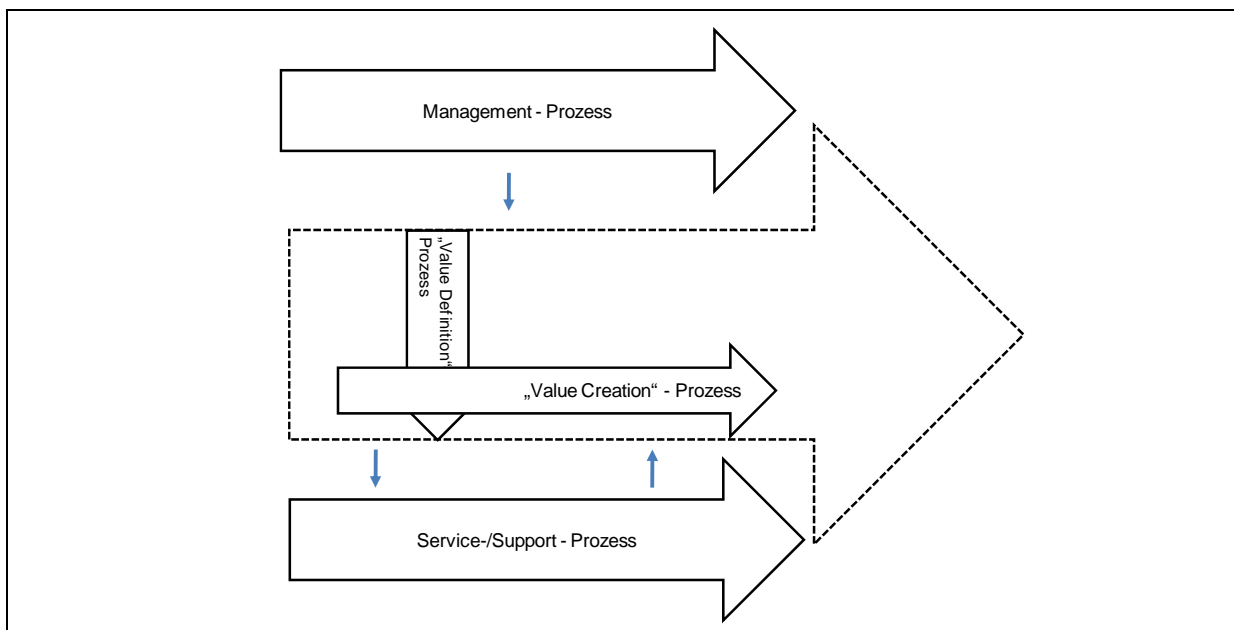 Management - Prozess
„Value Definition“
Prozess
„Value Creation“ - Prozess
Service-/Support - Prozess